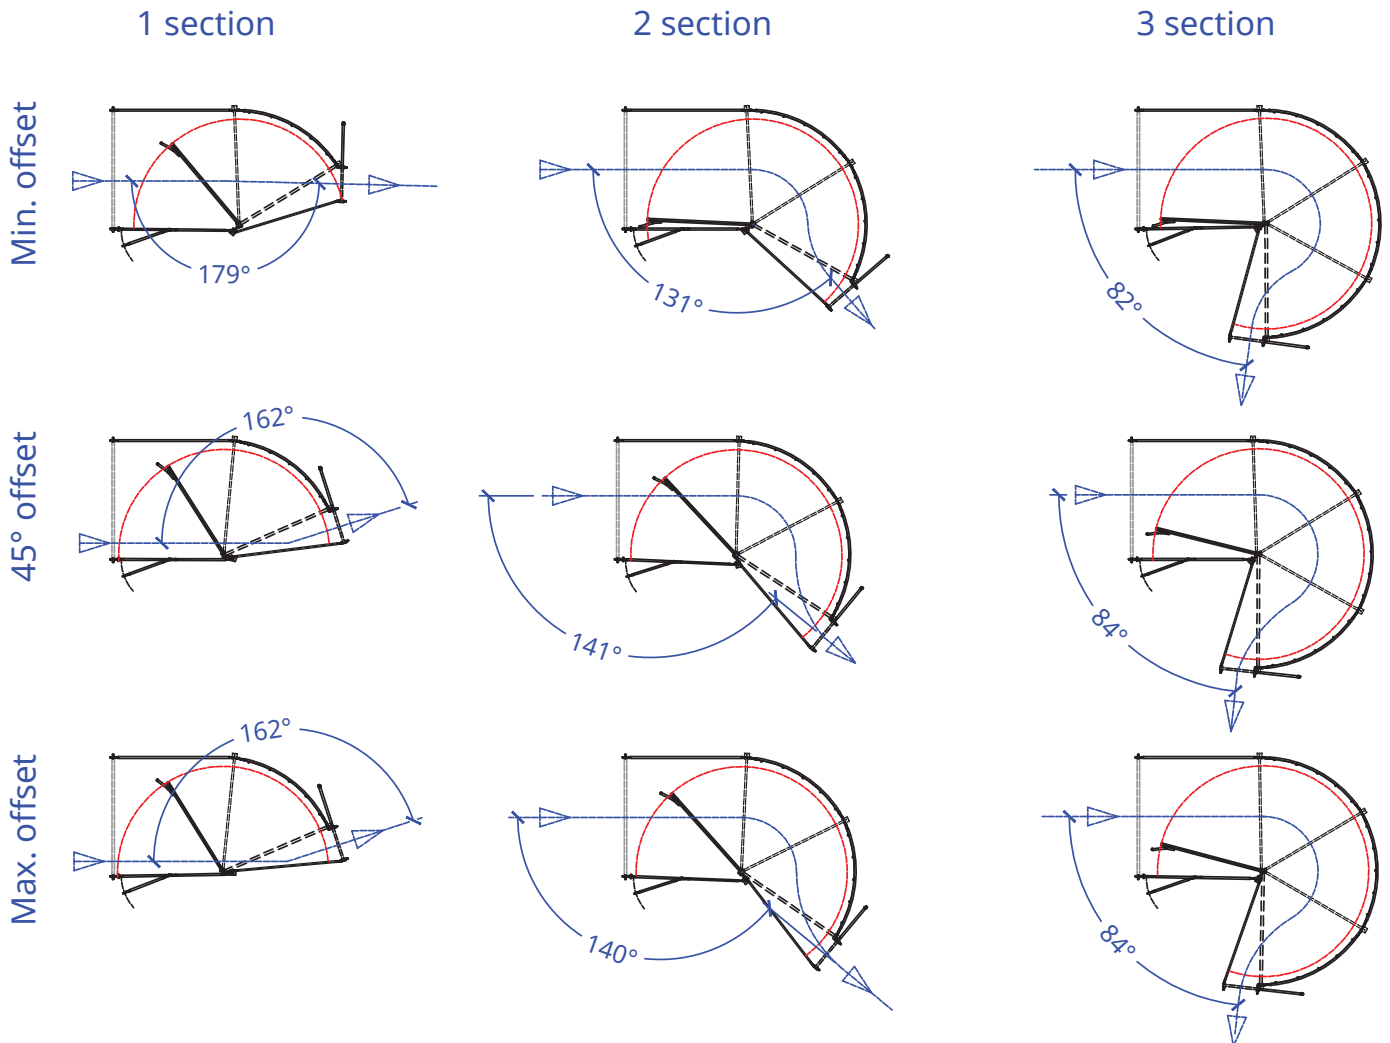 1 section
2 section
3 section
Min. offset
179°
131°
82°
45° offset
162°
141°
84°
Max. offset
162°
140°
84°